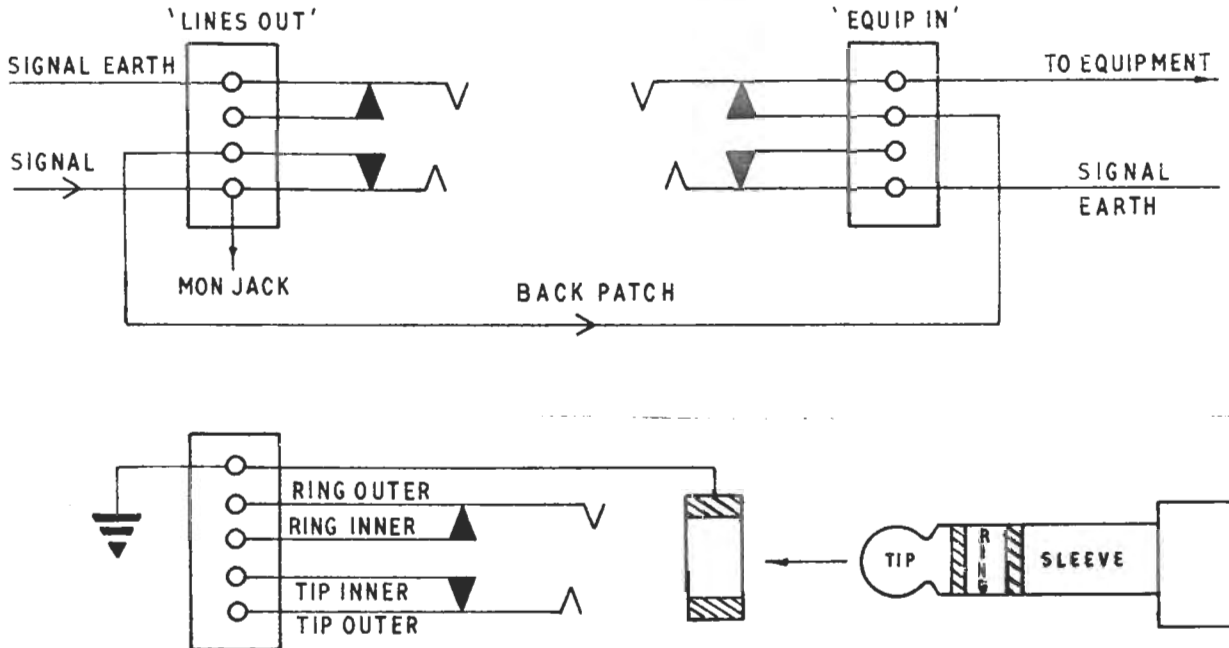 'LINES OUT'
'EQUIP IN'
SIGNAL EARTH
TO EQUIPMENT
SIGNAL
SIGNAL
EARTH
MON JACK
BACK PATCH
RING OUTER
RING INNER
TIP INNER
TIP OUTER
TIP
RING
SLEEVE